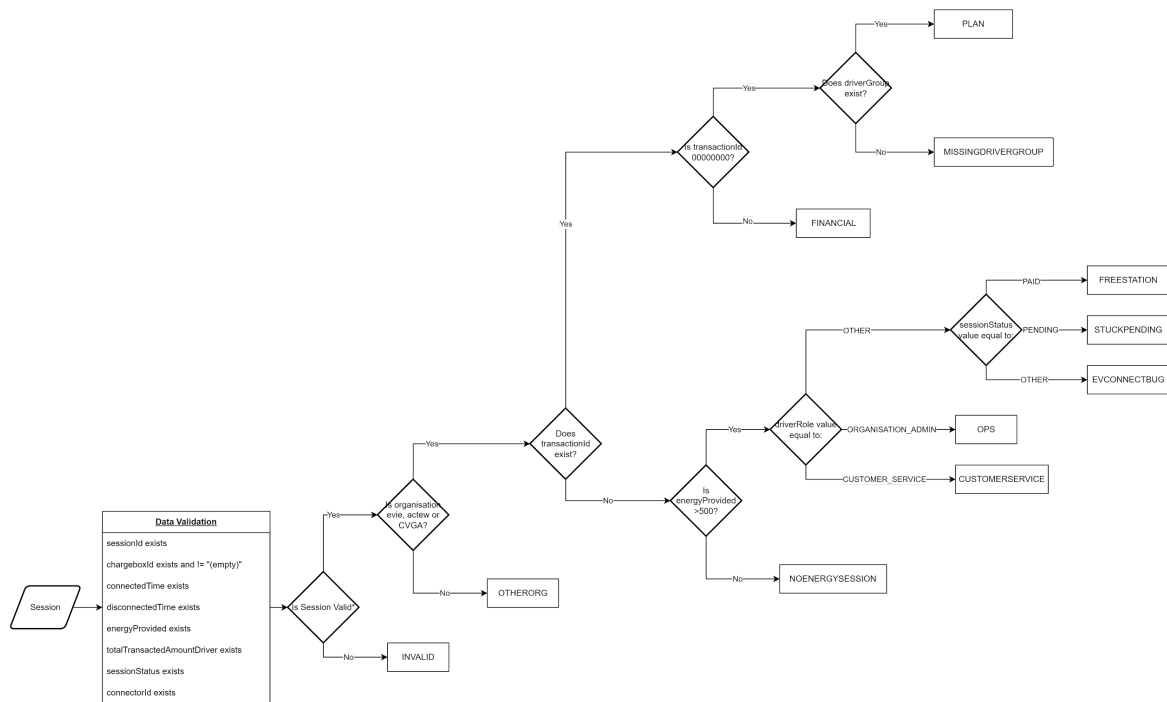 Yes
PLAN
Does driverGroup
exist?
Yes
Is transactionId
00000000?
No
MISSINGDRIVERGROUP
Yes
No
FINANCIAL
PAID
FREESTATION
sessionStatus
value equal to:
PENDING
STUCKPENDING
OTHER
OTHER
EVCONNECTBUG
Does
transactionId
exist?
Yes
driverRole value
equal to:
ORGANISATION_ADMIN
OPS
Yes
CUSTOMER_SERVICE
CUSTOMERSERVICE
No
Is
energyProvided
>500?
Is organisation
evie, actew or
CVGA?
Yes
No
NOENERGYSESSION
No
OTHERORG
Data Validation
sessionId exists
chargeboxId exists and != "(empty)"
connectedTime exists
disconnectedTime exists
energyProvided exists
totalTransactedAmountDriver exists
sessionStatus exists
connectorId exists
Session
Is Session Valid*
No
INVALID